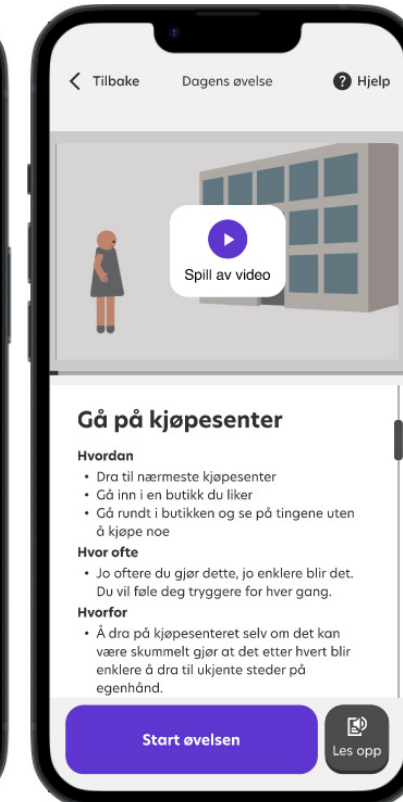 Tilbake Dagens øvelse ? Hjelp
Spill av video
Gå på kjøpesenter
Hvordan
• Dra til nærmeste kjøpesenter
• Gå inn i en butikk du liker
• Gå rundt i butikken og se på tingene uten
å kjøpe noe
Hvor ofte
• Jo oftere du gjør dette, jo enklere blir det.
Du vil føle deg tryggere for hver gang.
Hvorfor
• Å dra på kjøpesenteret selv om det kan
være skummelt gjør at det etter hvert blir
enklere å dra til ukjente steder på
egenhånd.
Start øvelsen
Les opp